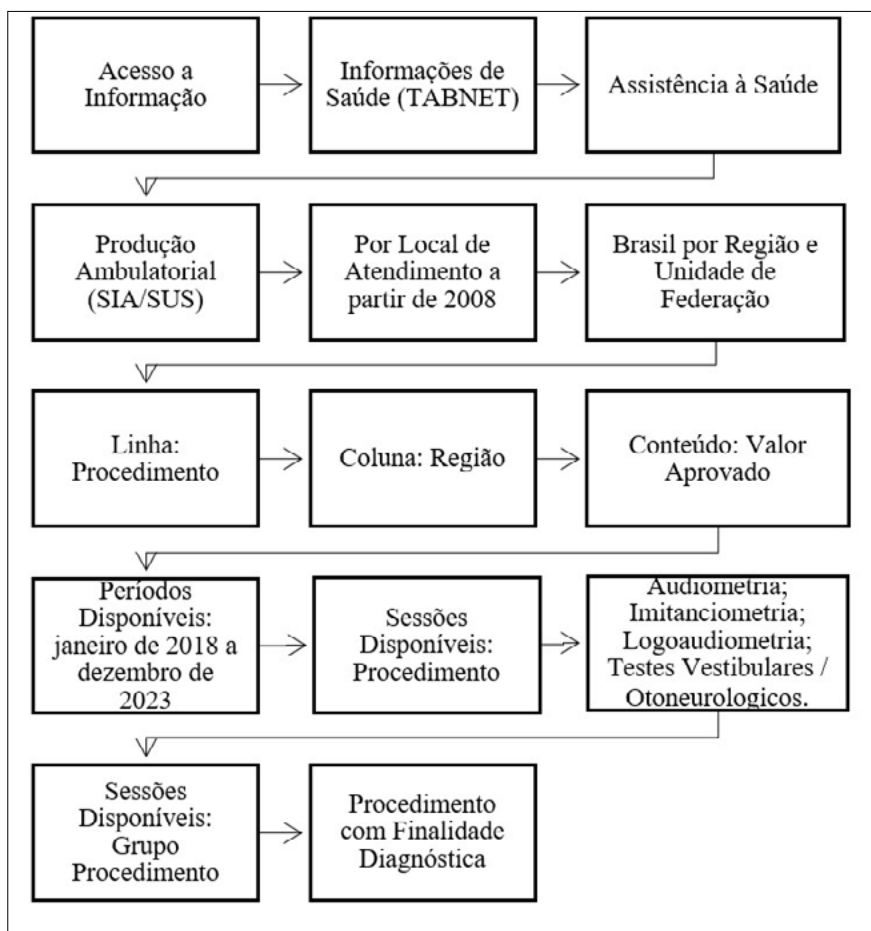 Acesso a
Informação
Informações de
Saúde (TABNET)
Assistência à Saúde
Produção
Ambulatorial
(SIA/SUS)
Por Local de
Atendimento a
partir de 2008
Brasil por Região e
Unidade de
Federação
Linha:
Procedimento
Coluna: Região
Conteúdo: Valor
Aprovado
Períodos
Disponíveis:
janeiro de 2018 a
dezembro de
2023
Sessões
Disponíveis:
Procedimento
Audiometria;
Imitanciometria;
Logoaudiometria;
Testes Vestibulares /
Otoneurologicos.
Sessões
Disponíveis:
Grupo
Procedimento
Procedimento
com Finalidade
Diagnóstica